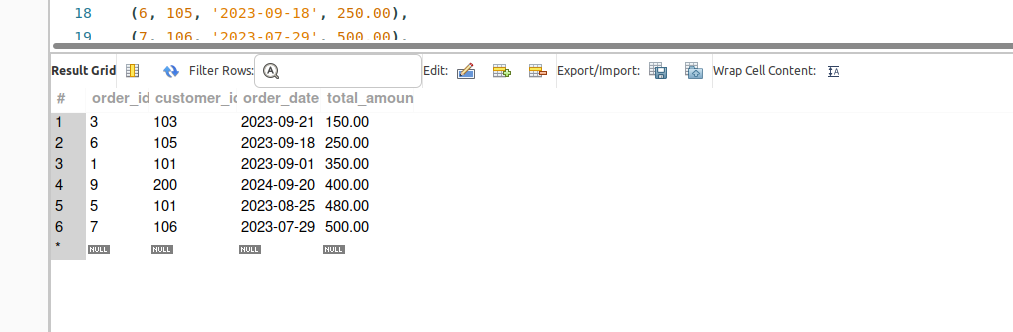 18 (6, 105, '2023-09-18', 250.00),
19 (7, 106, '2023-07-29', 500.00),
Result Grid Filter Rows: Edit: Export/Import: Wrap Cell Content: IA
# order_id customer_id order_date total_amoun
1 3 103 2023-09-21 150.00
2 6 105 2023-09-18 250.00
3 1 101 2023-09-01 350.00
4 9 200 2024-09-20 400.00
5 5 101 2023-08-25 480.00
6 7 106 2023-07-29 500.00
* NULL NULL NULL NULL